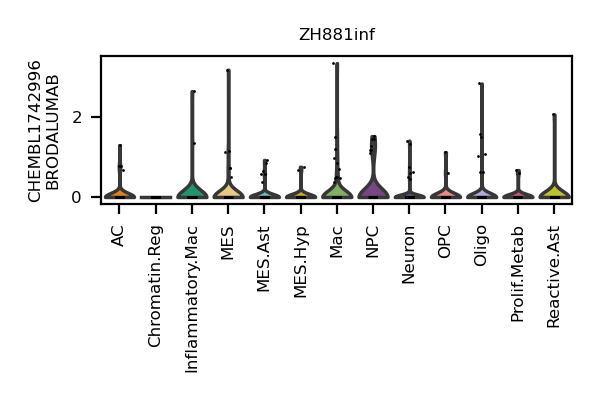 ZH881inf
CHEMBL1742996
BRODALUMAB
2
0
AC
Chromatin.Reg
Inflammatory.Mac
MES
MES.Ast
MES.Hyp
Mac
NPC
Neuron
OPC
Oligo
Prolif.Metab
Reactive.Ast